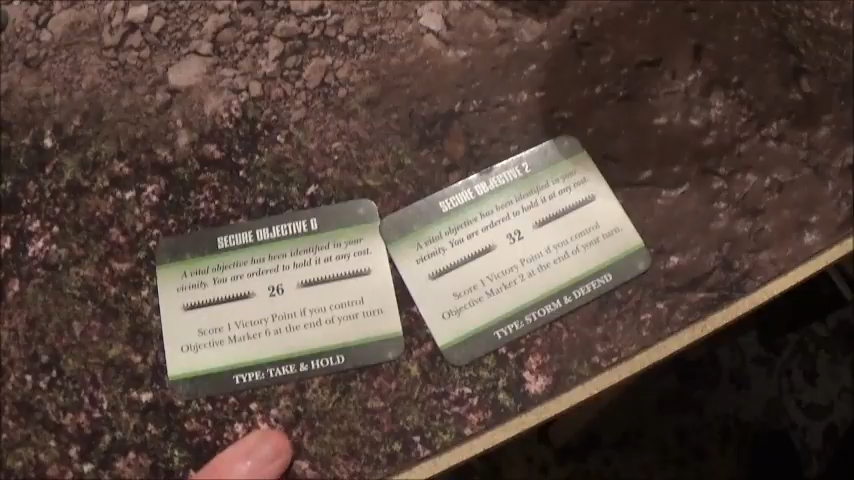 SECURE OBJECTIVE 6
A vital objective has been identified in your
vicinity. You are ordered to hold it at any cost.
26
Score 1 Victory Point if you control
Objective Marker 6 at the end of your turn.
TYPE: TAKE & HOLD
SECURE OBJECTIVE 2
A vital objective has been identified in your
vicinity. You are ordered to hold it at any cost.
32
Score 1 Victory Point if you control
Objective Marker 2 at the end of your turn.
TYPE: STORM & DEFEND